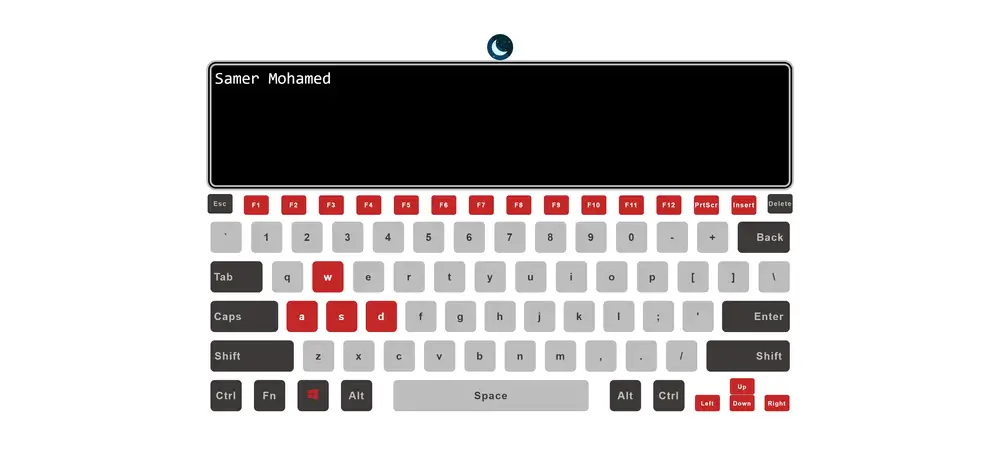 Samer Mohamed
Esc F1 F2 F3 F4 F5 F6 F7 F8 F9 F10 F11 F12 PrtScr Insert Delete
` 1 2 3 4 5 6 7 8 9 0 - + Back
Tab q w e r t y u i o p [ ] \
Caps a s d f g h j k l ; ' Enter
Shift z x c v b n m , . / Shift
Ctrl Fn Alt Space Alt Ctrl Left Up Down Right